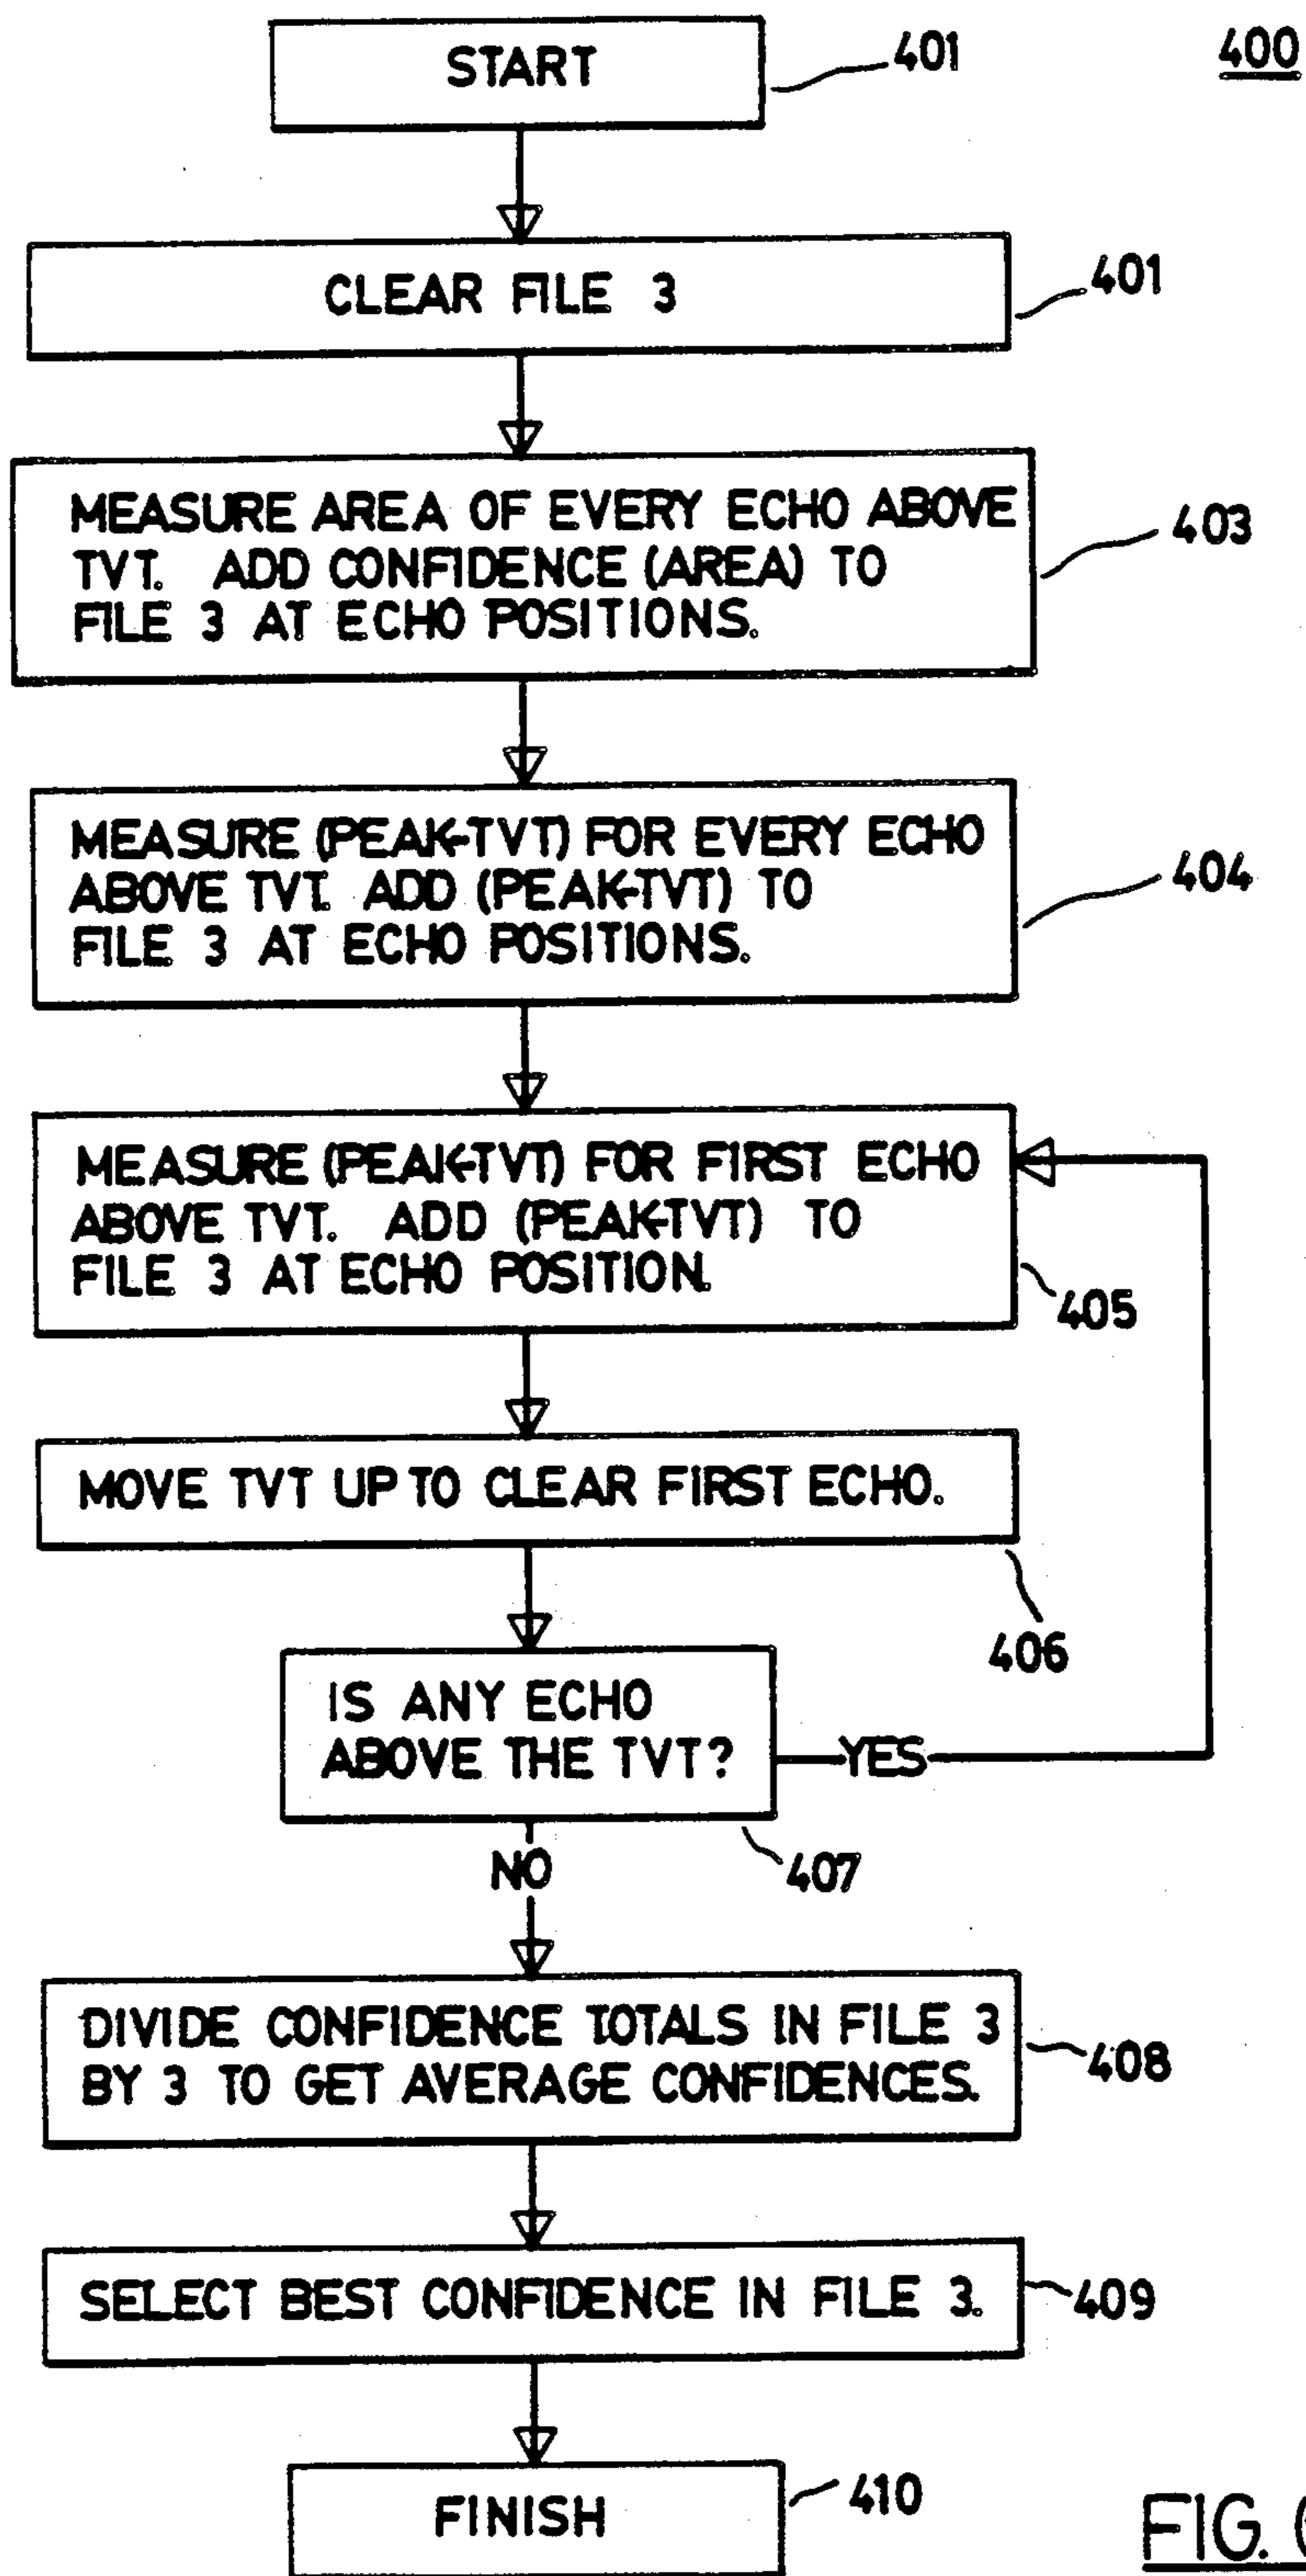 START
401
400
CLEAR FILE 3
401
MEASURE AREA OF EVERY ECHO ABOVE
TVT. ADD CONFIDENCE (AREA) TO
FILE 3 AT ECHO POSITIONS.
403
MEASURE (PEAK-TVT) FOR EVERY ECHO
ABOVE TVT. ADD (PEAK-TVT) TO
FILE 3 AT ECHO POSITIONS.
404
MEASURE (PEAK-TVT) FOR FIRST ECHO
ABOVE TVT. ADD (PEAK-TVT) TO
FILE 3 AT ECHO POSITION.
405
MOVE TVT UP TO CLEAR FIRST ECHO.
406
IS ANY ECHO
ABOVE THE TVT?
YES
407
NO
DIVIDE CONFIDENCE TOTALS IN FILE 3
BY 3 TO GET AVERAGE CONFIDENCES.
408
SELECT BEST CONFIDENCE IN FILE 3.
409
FINISH
410
FIG.